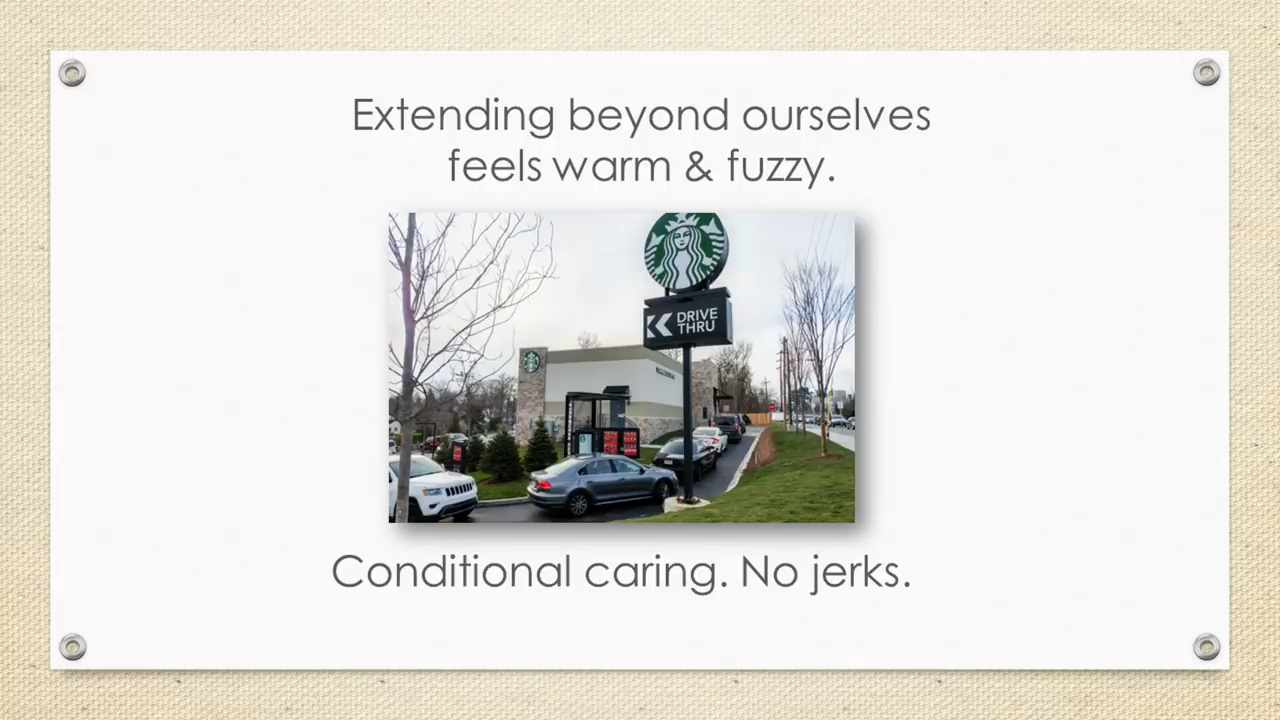 Extending beyond ourselves
feels warm & fuzzy.
DRIVE
THRU
Conditional caring. No jerks.